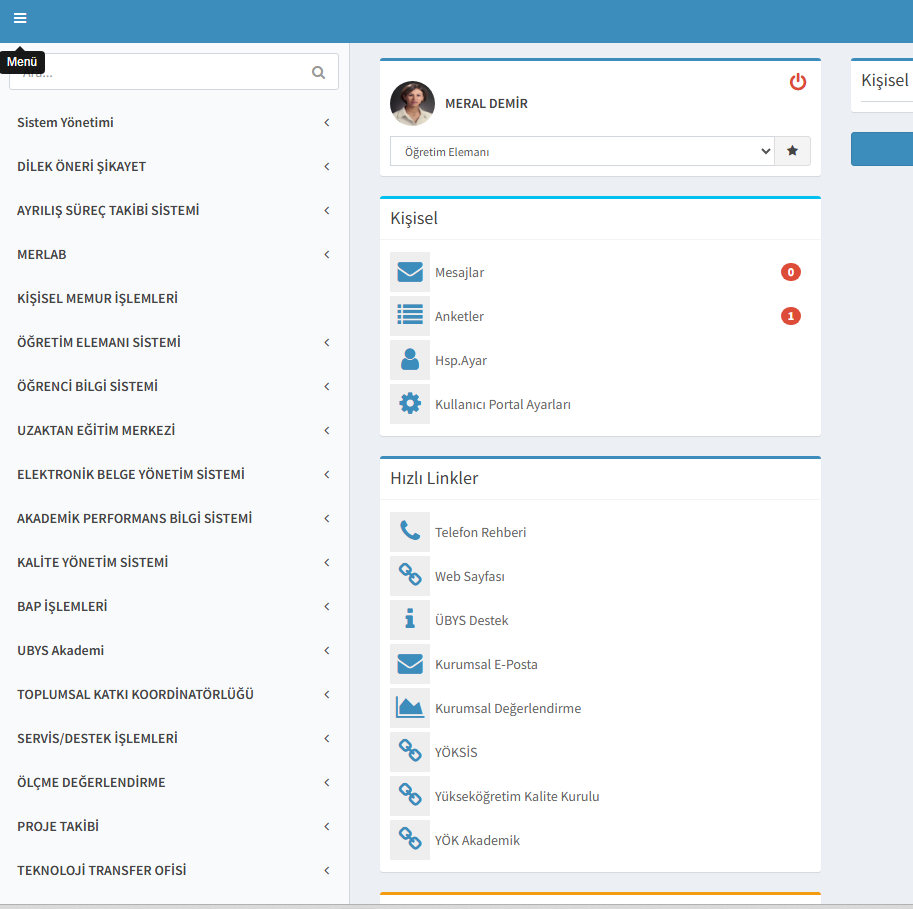 Menü
Ara...
Sistem Yönetimi
DİLEK ÖNERİ ŞİKAYET
AYRILIŞ SÜREÇ TAKİBİ SİSTEMİ
MERLAB
KİŞİSEL MEMUR İŞLEMLERİ
ÖĞRETİM ELEMANI SİSTEMİ
ÖĞRENCİ BİLGİ SİSTEMİ
UZAKTAN EĞİTİM MERKEZİ
ELEKTRONİK BELGE YÖNETİM SİSTEMİ
AKADEMİK PERFORMANS BİLGİ SİSTEMİ
KALİTE YÖNETİM SİSTEMİ
BAP İŞLEMLERİ
UBYS Akademi
TOPLUMSAL KATKI KOORDİNATÖRLÜĞÜ
SERVİS/DESTEK İŞLEMLERİ
ÖLÇME DEĞERLENDİRME
PROJE TAKİBİ
TEKNOLOJİ TRANSFER OFİSİ
MERAL DEMİR
Öğretim Elemanı
Kişisel
Mesajlar 0
Anketler 1
Hsp.Ayar
Kullanıcı Portal Ayarları
Hızlı Linkler
Telefon Rehberi
Web Sayfası
ÜBYS Destek
Kurumsal E-Posta
Kurumsal Değerlendirme
YÖKSİS
Yükseköğretim Kalite Kurulu
YÖK Akademik
Kişisel